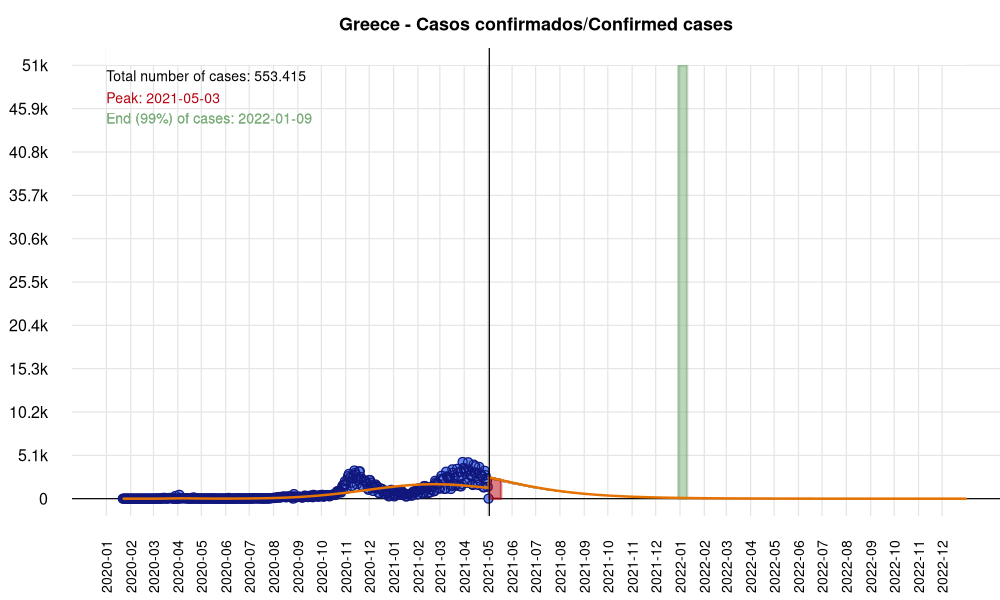 Greece - Casos confirmados/Confirmed cases
Total number of cases: 553.415
Peak: 2021-05-03
End (99%) of cases: 2022-01-09
51k
45.9k
40.8k
35.7k
30.6k
25.5k
20.4k
15.3k
10.2k
5.1k
0
2020-01
2020-02
2020-03
2020-04
2020-05
2020-06
2020-07
2020-08
2020-09
2020-10
2020-11
2020-12
2021-01
2021-02
2021-03
2021-04
2021-05
2021-06
2021-07
2021-08
2021-09
2021-10
2021-11
2021-12
2022-01
2022-02
2022-03
2022-04
2022-05
2022-06
2022-07
2022-08
2022-09
2022-10
2022-11
2022-12